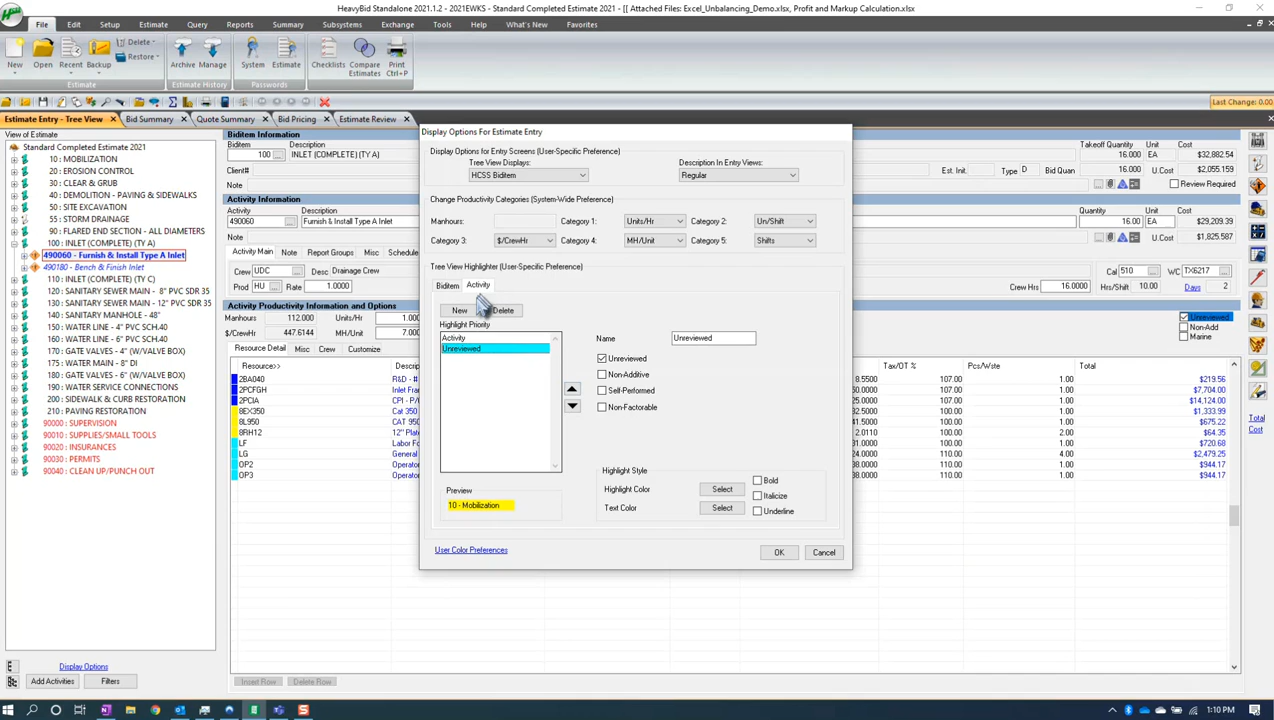 HeavyBid Standalone 2021.1.2 - 2021EWKS - Standard Completed Estimate 2021 - [[ Attached Files: Excel_Unbalancing_Demo.xlsx, Profit and Markup Calculation.xlsx
File Edit Setup Estimate Query Reports Summary Subsystems Exchange Tools Help What's New Favorites
New Open Recent Backup Delete Restore Archive Manage System Estimate Checklists Compare Estimates Print Ctrl+P
Estimate Estimate History Passwords
Last Change: 0.00
Estimate Entry - Tree View Bid Summary Quote Summary Bid Pricing Estimate Review
View of Estimate
Standard Completed Estimate 2021
10 : MOBILIZATION
20 : EROSION CONTROL
30 : CLEAR & GRUB
40 : DEMOLITION - PAVING & SIDEWALKS
50 : SITE EXCAVATION
55 : STORM DRAINAGE
90 : FLARED END SECTION - ALL DIAMETERS
100 : INLET (COMPLETE) (TY A)
490060 - Furnish & Install Type A Inlet
490180 - Bench & Finish Inlet
110 : INLET (COMPLETE) (TY C)
120 : SANITARY SEWER MAIN - 8" PVC SDR 35
130 : SANITARY SEWER MAIN - 12" PVC SDR 35
140 : SANITARY MANHOLE - 48"
150 : WATER LINE - 4" PVC SCH.40
160 : WATER LINE - 6" PVC SCH.40
170 : GATE VALVES - 4" (W/VALVE BOX)
175 : WATER MAIN - 8" DI
180 : GATE VALVES - 6" (W/VALVE BOX)
190 : WATER SERVICE CONNECTIONS
200 : SIDEWALK & CURB RESTORATION
210 : PAVING RESTORATION
90000 : SUPERVISION
90010 : SUPPLIES/SMALL TOOLS
90020 : INSURANCES
90030 : PERMITS
90040 : CLEAN UP/PUNCH OUT
Display Options
Add Activities Filters
Biditem Information
Biditem Description
100 ... INLET (COMPLETE) (TY A)
Client#
Note
Est. Init. Type D Bid Quan
Takeoff Quantity Unit Cost
16.000 EA $32,882.54
16.000 U.Cost $2,055.159
Review Required
Activity Information
Activity Description
490060 ... Furnish & Install Type A Inlet
Note
Quantity Unit Cost
16.00 EA $29,209.39
U.Cost $1,825.587
Activity Main Note Report Groups Misc Schedule
Crew UDC ... Desc Drainage Crew
Prod HU ... Rate 1.0000
Cal 510 ... WC TX6217 ...
Crew Hrs 16.0000 Hrs/Shift 10.00 Days 2
Activity Productivity Information and Options
Manhours 112.000 Units/Hr 1.000
$/CrewHr 447.6144 MH/Unit 7.000
Unreviewed
Non-Add
Marine
Resource Detail Misc Crew Customize
Resource>> Tax/OT % Pcs/Wste Total
2BA040 R&D - # 8.5500 107.00 1.00 $219.56
2PCFGH Inlet Fra 107.00 1.00 $7,704.00
2PCIA CPI - P/ 107.00 1.00 $14,124.00
8EX350 Cat 350 100.00 1.00 $1,333.99
8L950 CAT 950 100.00 1.00 $675.22
8RH12 12" Plate 2.0110 100.00 2.00 $64.35
LF Labor Fo 110.00 1.00 $720.68
LG General 110.00 4.00 $2,479.25
OP2 Operato 110.00 1.00 $944.17
OP3 Operato 110.00 1.00 $944.17
Insert Row Delete Row
Total Cost
Display Options For Estimate Entry
Display Options for Entry Screens (User-Specific Preference)
Tree View Displays: Description In Entry Views:
HCSS Biditem Regular
Change Productivity Categories (System-Wide Preference)
Manhours: Category 1: Units/Hr Category 2: Un/Shift
Category 3: $/CrewHr Category 4: MH/Unit Category 5: Shifts
Tree View Highlighter (User-Specific Preference)
Biditem Activity
New Delete
Highlight Priority
Activity
Unreviewed
Name Unreviewed
Unreviewed
Non-Additive
Self-Performed
Non-Factorable
Preview
10 - Mobilization
Highlight Style
Highlight Color Select
Text Color Select
Bold
Italicize
Underline
User Color Preferences
OK Cancel
1:10 PM